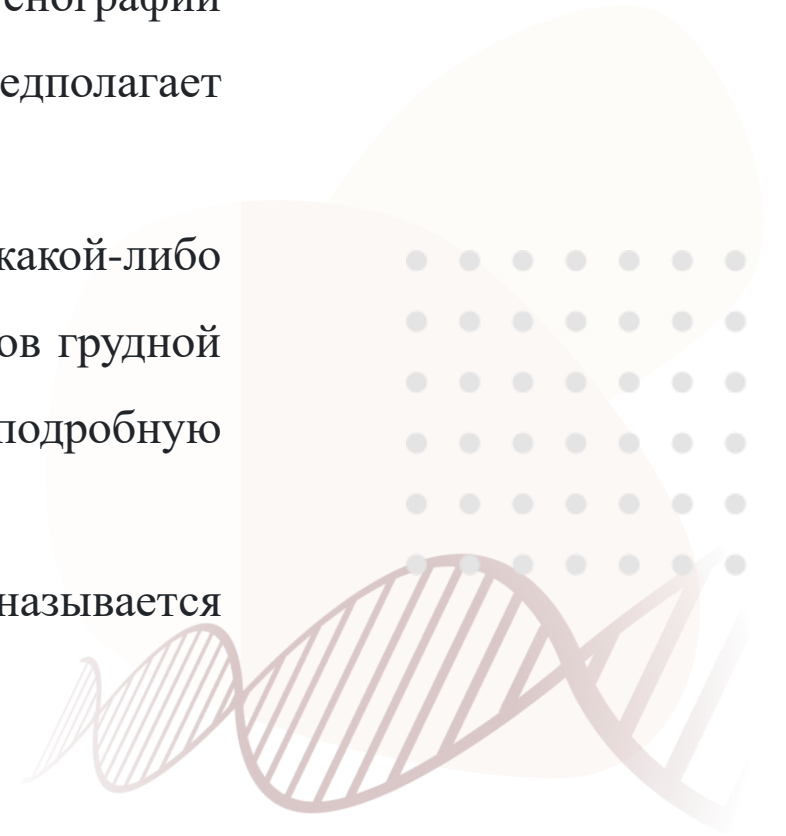 енографии
едполагает
какой-либо
ов грудной
подробную
называется